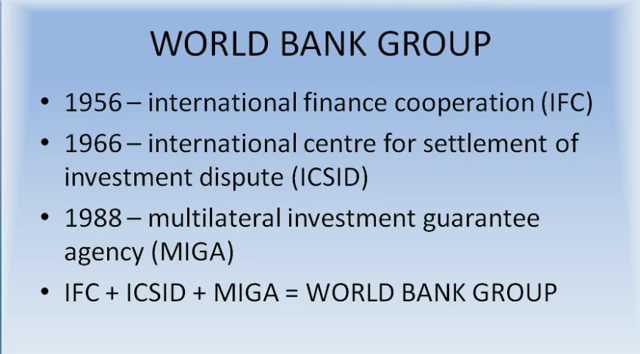 WORLD BANK GROUP
• 1956 – international finance cooperation (IFC)
• 1966 – international centre for settlement of
investment dispute (ICSID)
• 1988 – multilateral investment guarantee
agency (MIGA)
• IFC + ICSID + MIGA = WORLD BANK GROUP